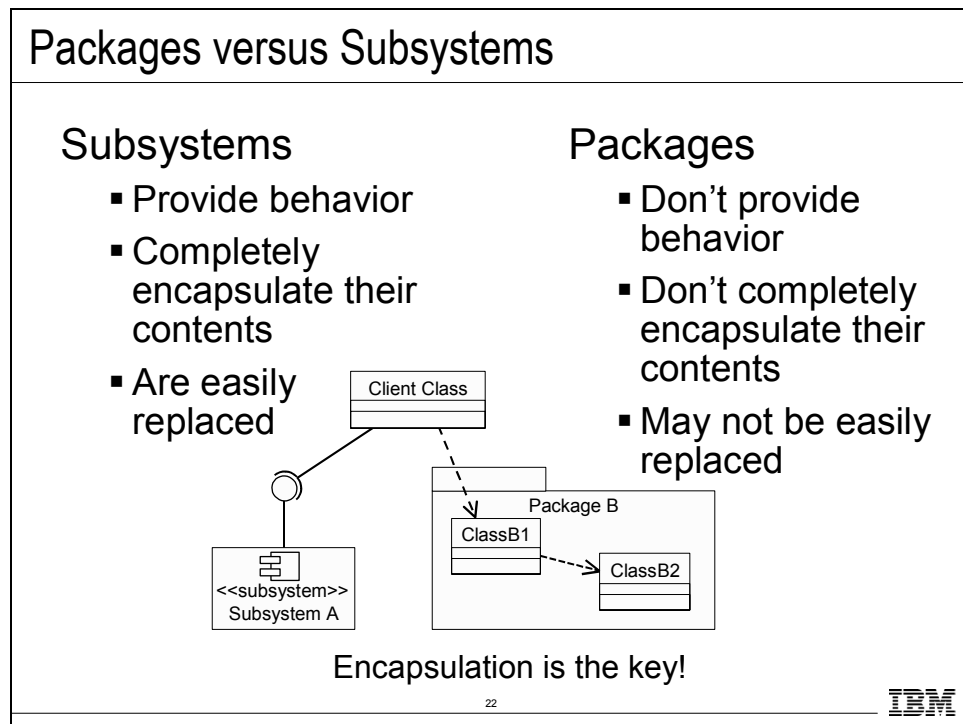 Packages versus Subsystems
Subsystems
▪ Provide behavior
▪ Completely
encapsulate their
contents
▪ Are easily
replaced
Packages
▪ Don't provide
behavior
▪ Don't completely
encapsulate their
contents
▪ May not be easily
replaced
Client Class
Package B
ClassB1
ClassB2
<<subsystem>>
Subsystem A
Encapsulation is the key!
22
IBM